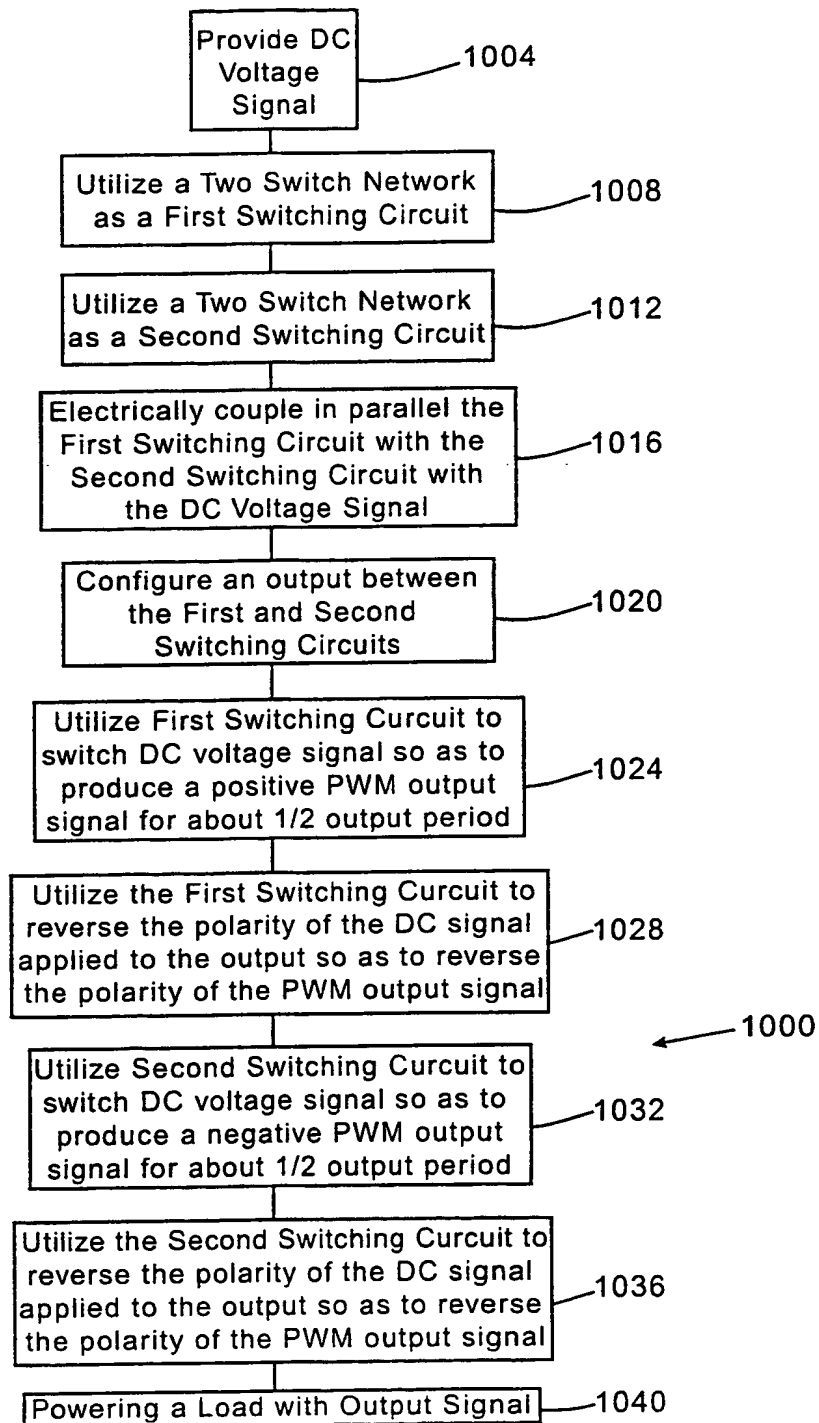 Provide DC
Voltage
Signal
1004
Utilize a Two Switch Network
as a First Switching Circuit
1008
Utilize a Two Switch Network
as a Second Switching Circuit
1012
Electrically couple in parallel the
First Switching Circuit with the
Second Switching Circuit with
the DC Voltage Signal
1016
Configure an output between
the First and Second
Switching Circuits
1020
Utilize First Switching Curcuit to
switch DC voltage signal so as to
produce a positive PWM output
signal for about 1/2 output period
1024
Utilize the First Switching Curcuit to
reverse the polarity of the DC signal
applied to the output so as to reverse
the polarity of the PWM output signal
1028
1000
Utilize Second Switching Curcuit to
switch DC voltage signal so as to
produce a negative PWM output
signal for about 1/2 output period
1032
Utilize the Second Switching Curcuit to
reverse the polarity of the DC signal
applied to the output so as to reverse
the polarity of the PWM output signal
1036
Powering a Load with Output Signal
1040